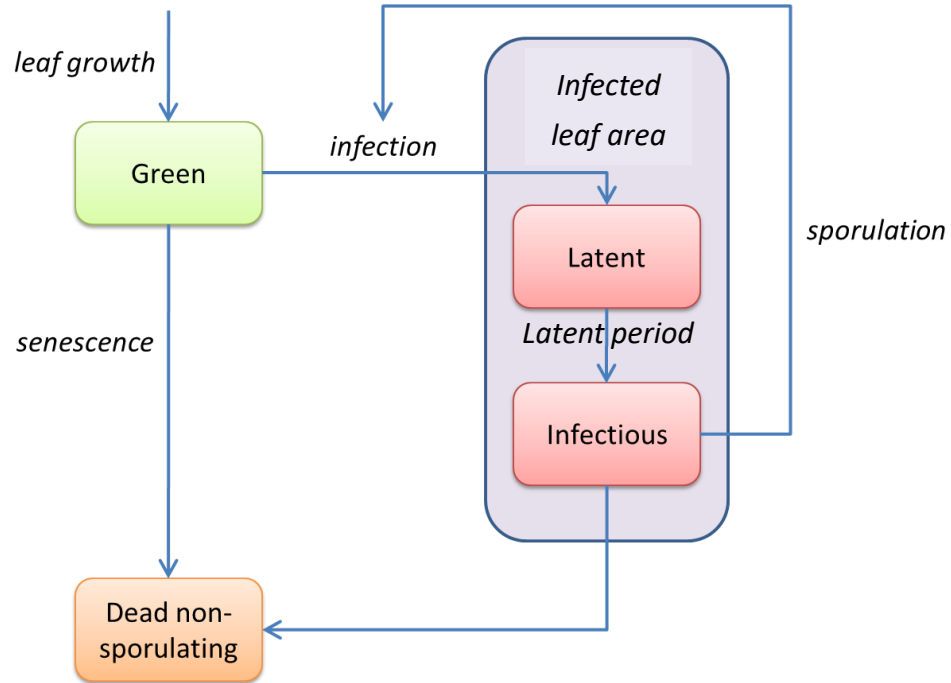 leaf growth
Green
infection
Infected
leaf area
Latent
sporulation
Latent period
senescence
Infectious
Dead non-
sporulating